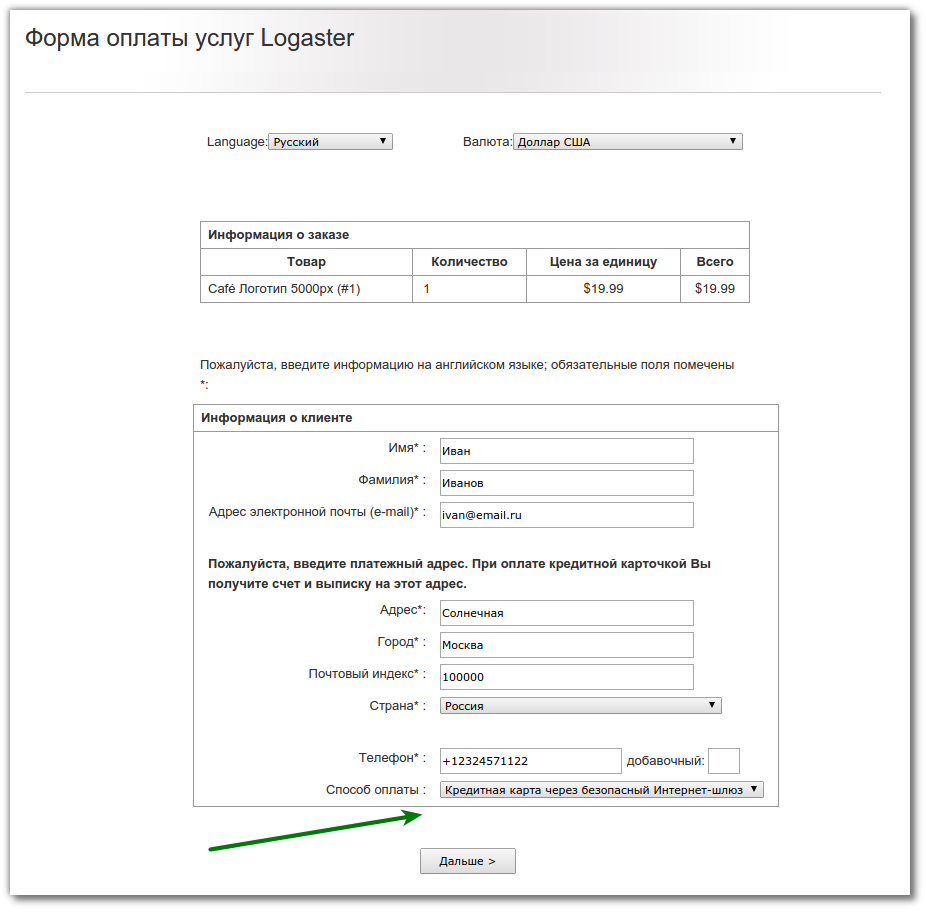 Форма оплаты услуг Logaster
Language: Русский Валюта: Доллар США
Информация о заказе
Товар Количество Цена за единицу Всего
Café Логотип 5000px (#1) 1 $19.99 $19.99
Пожалуйста, введите информацию на английском языке; обязательные поля помечены
*:
Информация о клиенте
Имя* : Иван
Фамилия* : Иванов
Адрес электронной почты (e-mail)* : ivan@email.ru
Пожалуйста, введите платежный адрес. При оплате кредитной карточкой Вы
получите счет и выписку на этот адрес.
Адрес*: Солнечная
Город* : Москва
Почтовый индекс* : 100000
Страна* : Россия
Телефон* : +12324571122 добавочный:
Способ оплаты : Кредитная карта через безопасный Интернет-шлюз
Дальше >